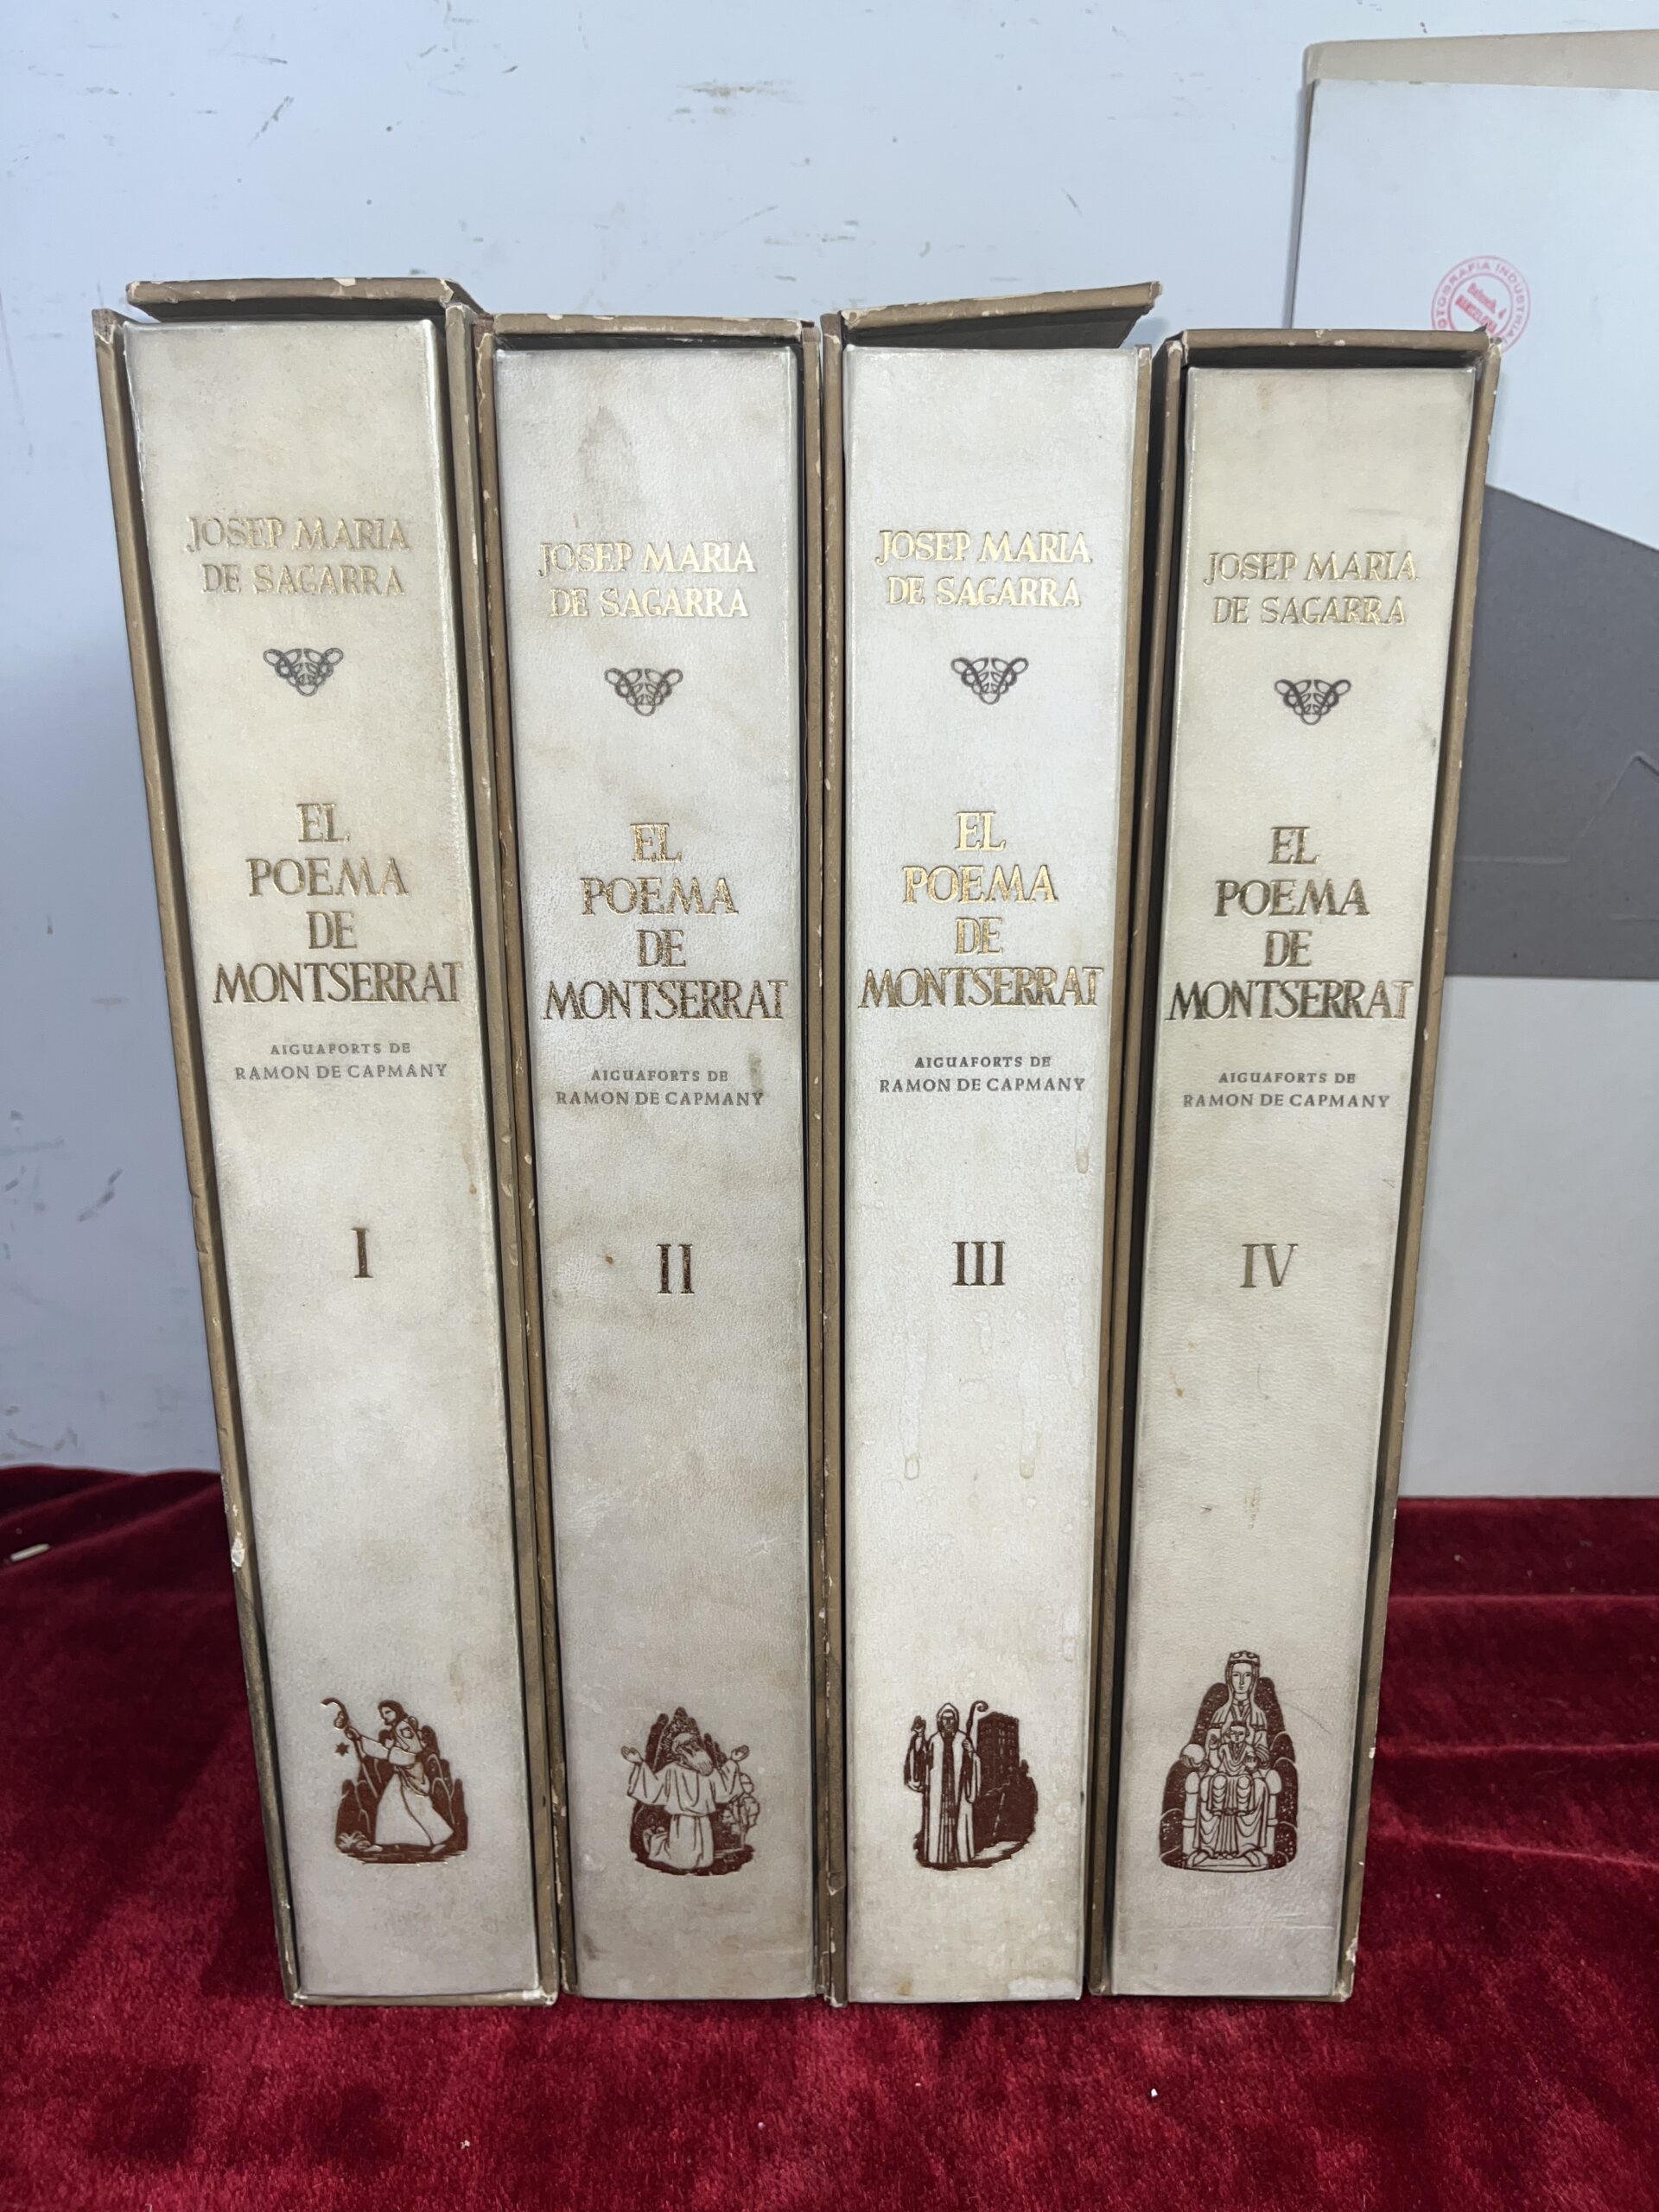 JOSEP MARIA
DE SAGARRA
EL
POEMA
DE
MONTSERRAT
AIGUAFORTS DE
RAMON DE CAPMANY
I
JOSEP MARIA
DE SAGARRA
EL
POEMA
DE
MONTSERRAT
AIGUAFORTS DE
RAMON DE CAPMANY
II
JOSEP MARIA
DE SAGARRA
EL
POEMA
DE
MONTSERRAT
AIGUAFORTS DE
RAMON DE CAPMANY
III
JOSEP MARIA
DE SAGARRA
EL
POEMA
DE
MONTSERRAT
AIGUAFORTS DE
RAMON DE CAPMANY
IV
INDUSTRIAL
BARCELONA